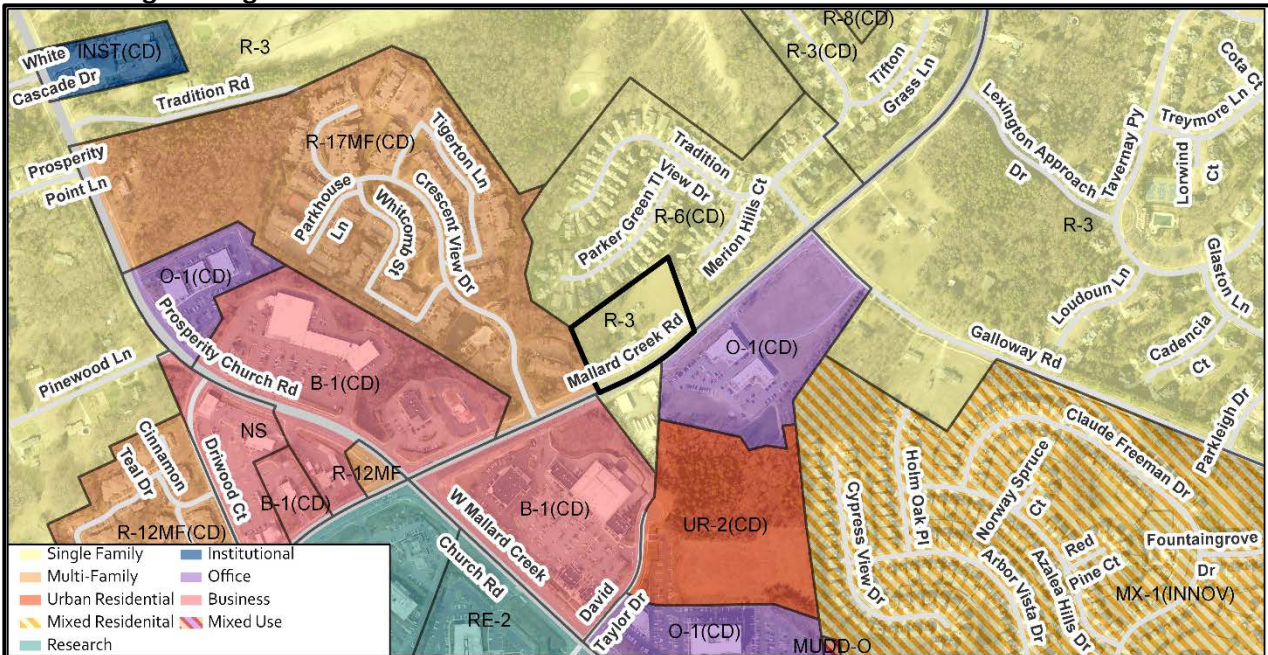 White
Cascade Dr
INST(CD)
R-3
Tradition Rd
R-8(CD)
R-3(CD)
Tifton
Grass Ln
Cota Ct
Treymore Ln
Lorwind
Ct
Lexington Approach
Dr
Tavernay Py
R-3
Prosperity
Point Ln
R-17MF(CD)
Tigerton Ln
Parkhouse
Ln
Whitcomb St
Crescent View Dr
Tradition
View Dr
Parker Green Tl
R-6(CD)
Merion Hills Ct
O-1(CD)
Prosperity Church Rd
B-1(CD)
R-3
Mallard Creek Rd
O-1(CD)
Galloway Rd
Loudoun Ln
Glaston Ln
Cadencia
Ct
Parkleigh Dr
Pinewood Ln
NS
Driwood Ct
B-1(CD)
R-12MF
Cinnamon
Teal Dr
R-12MF(CD)
B-1(CD)
W Mallard Creek
Church Rd
RE-2
David
Taylor Dr
UR-2(CD)
O-1(CD)
MUDD-O
Claude Freeman Dr
Holm Oak Pl
Norway Spruce
Ct
Cypress View Dr
Arbor Vista Dr
Azalea Hills Dr
Red
Pine Ct
Fountaingrove
Dr
MX-1(INNOV)
Single Family
Institutional
Multi-Family
Office
Urban Residential
Business
Mixed Residental
Mixed Use
Research